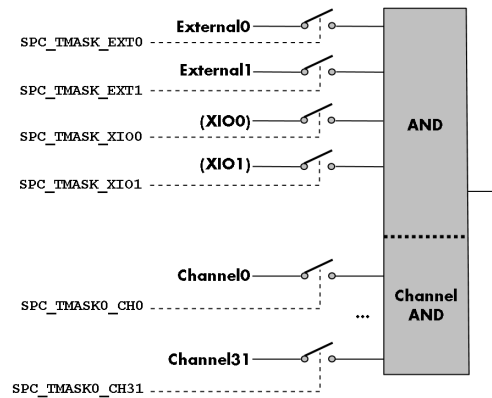 External0
SPC_TMASK_EXT0
External1
SPC_TMASK_EXT1
(XIO0)
SPC_TMASK_XIO0
AND
(XIO1)
SPC_TMASK_XIO1
Channel0
SPC_TMASK0_CH0
Channel
AND
...
Channel31
SPC_TMASK0_CH31